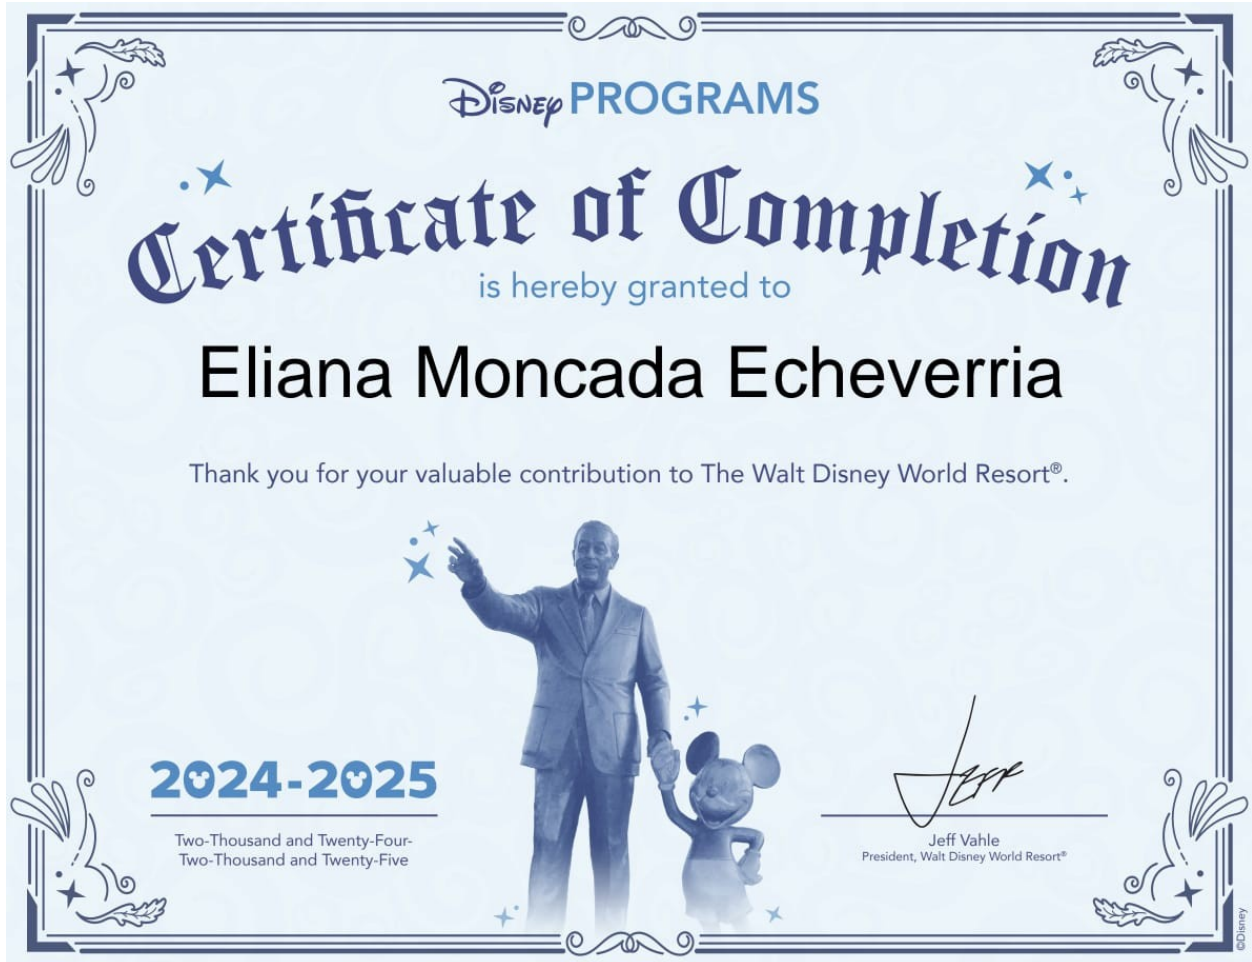 Disney PROGRAMS
Certificate of Completion
is hereby granted to
Eliana Moncada Echeverria
Thank you for your valuable contribution to The Walt Disney World Resort®.
2024-2025
Two-Thousand and Twenty-Four-
Two-Thousand and Twenty-Five
Jeff
Jeff Vahle
President, Walt Disney World Resort®
©Disney